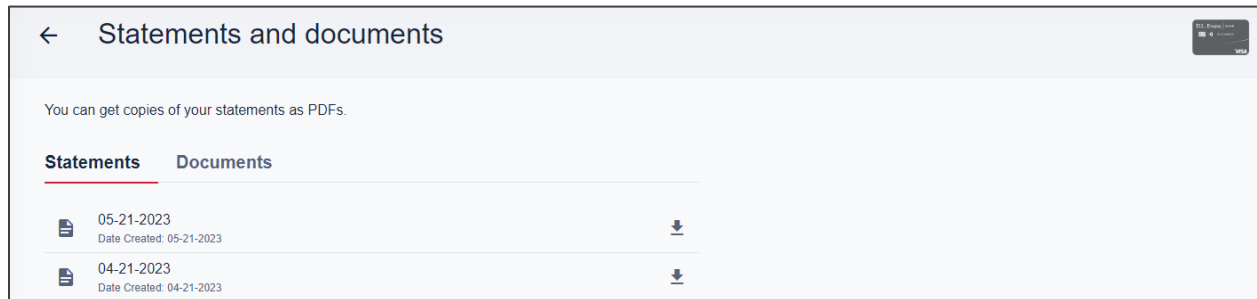 Statements and documents
VISA
You can get copies of your statements as PDFs.
Statements Documents
05-21-2023
Date Created: 05-21-2023
04-21-2023
Date Created: 04-21-2023